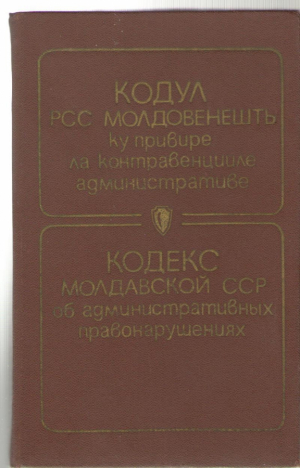 КОДУЛ
РСС МОЛДОВЕНЕШТЬ
ку привире
ла контравенцииле
административе
КОДЕКС
МОЛДАВСКОЙ ССР
об административных
правонарушениях